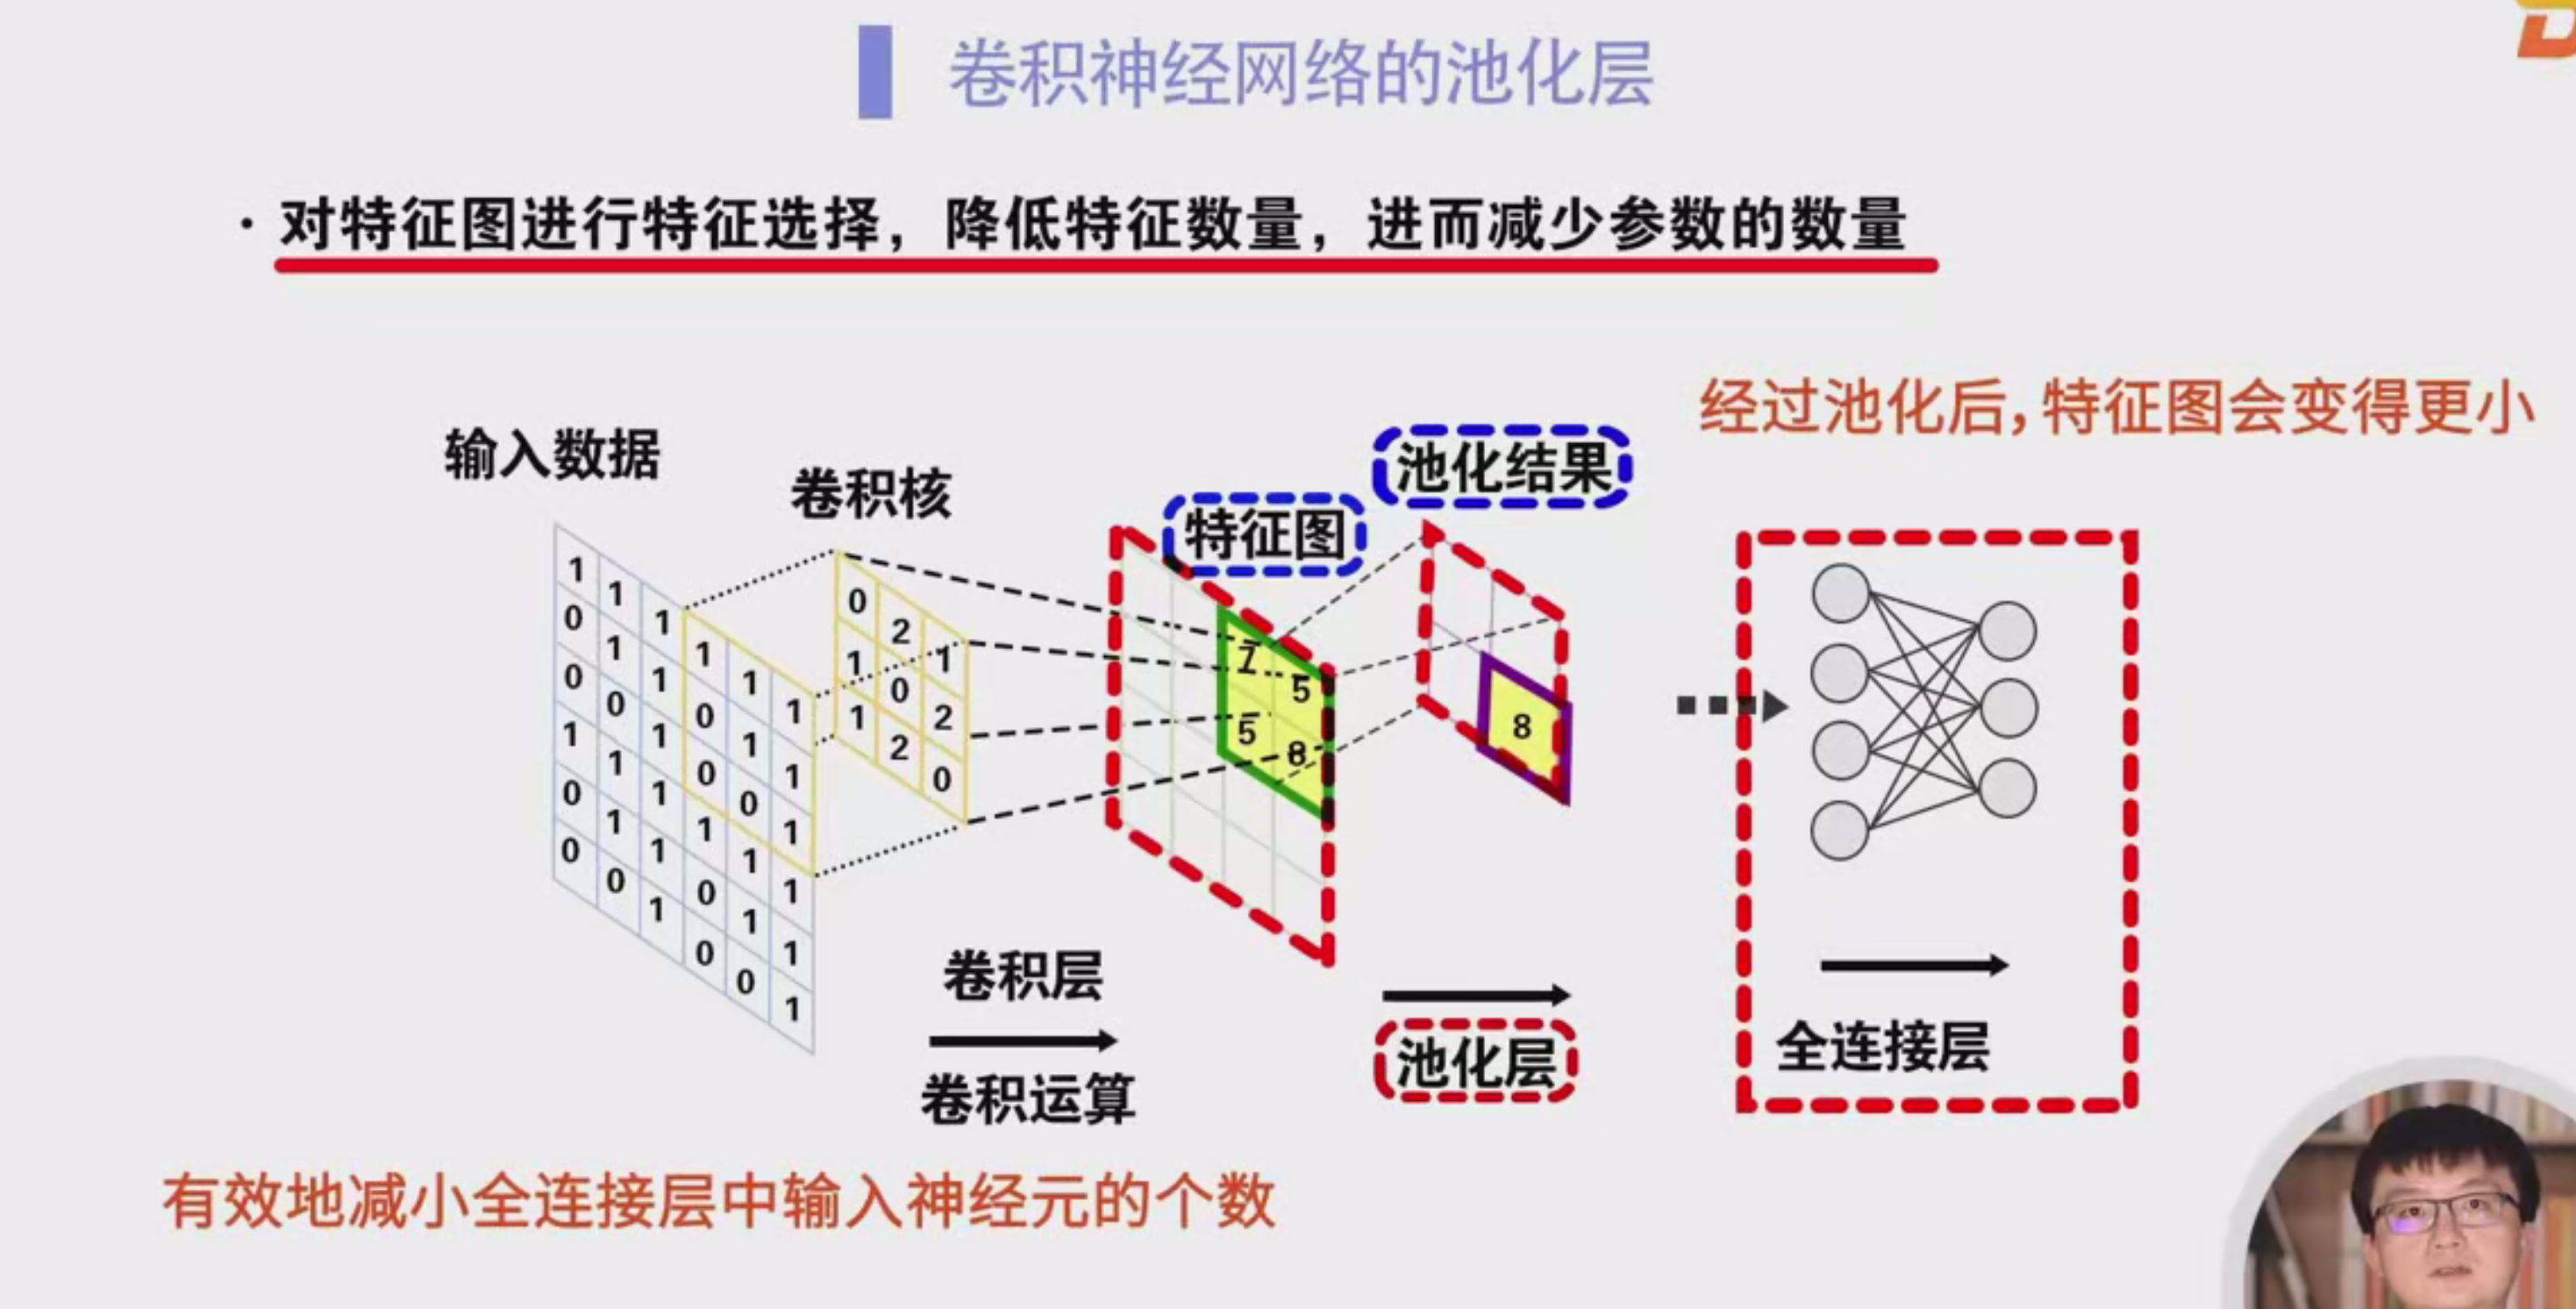 卷积神经网络的池化层
· 对特征图进行特征选择，降低特征数量，进而减少参数的数量
经过池化后，特征图会变得更小
输入数据
卷积核
特征图
池化结果
1 1 1 1 1 1
0 1 1 0 1 1
0 0 1 0 0 1
1 1 1 1 1 1
0 1 1 0 1 1
0 0 1 0 0 1
0 2 1
1 0 2
1 2 0
7 5
5 8
8
卷积层
卷积运算
池化层
全连接层
有效地减小全连接层中输入神经元的个数